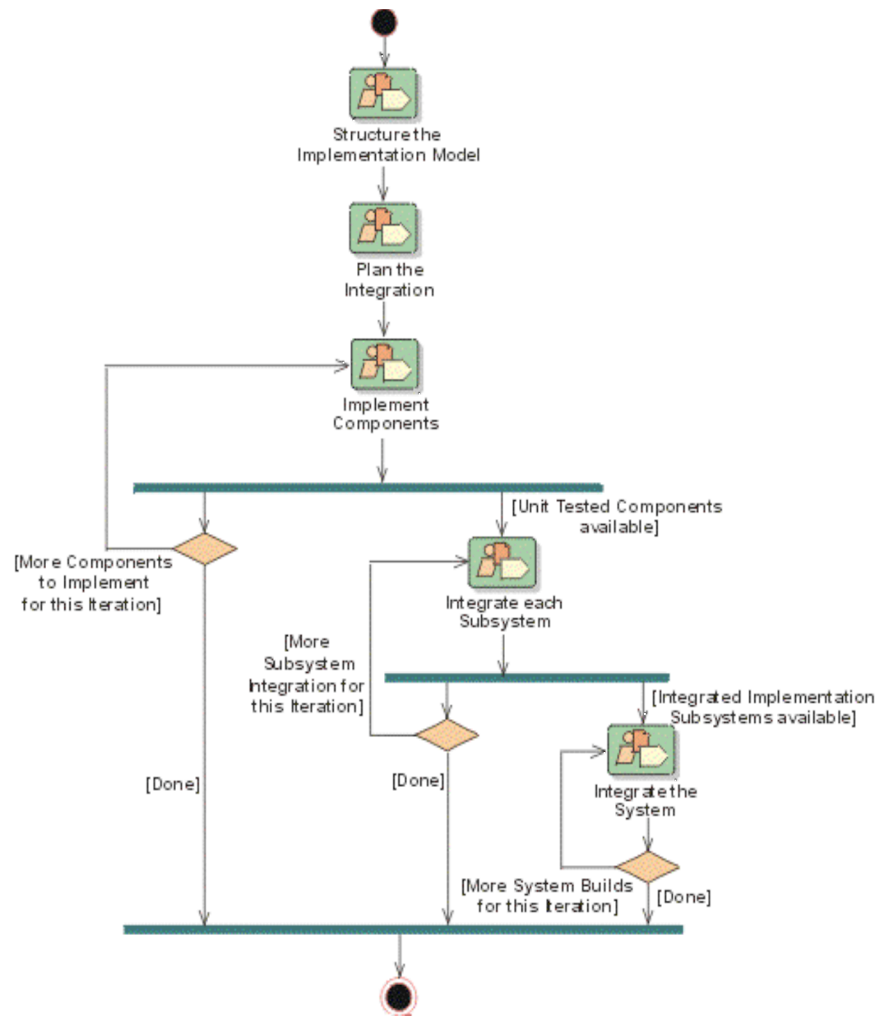 Structure the
Implementation Model
Plan the
Integration
Implement
Components
[Unit Tested Components
available]
[More Components
to Implement
for this Iteration]
Integrate each
Subsystem
[More
Subsystem
Integration for
this Iteration]
[Integrated Implementation
Subsystems available]
[Done]
[Done]
Integrate the
System
[More System Builds
for this Iteration]
[Done]